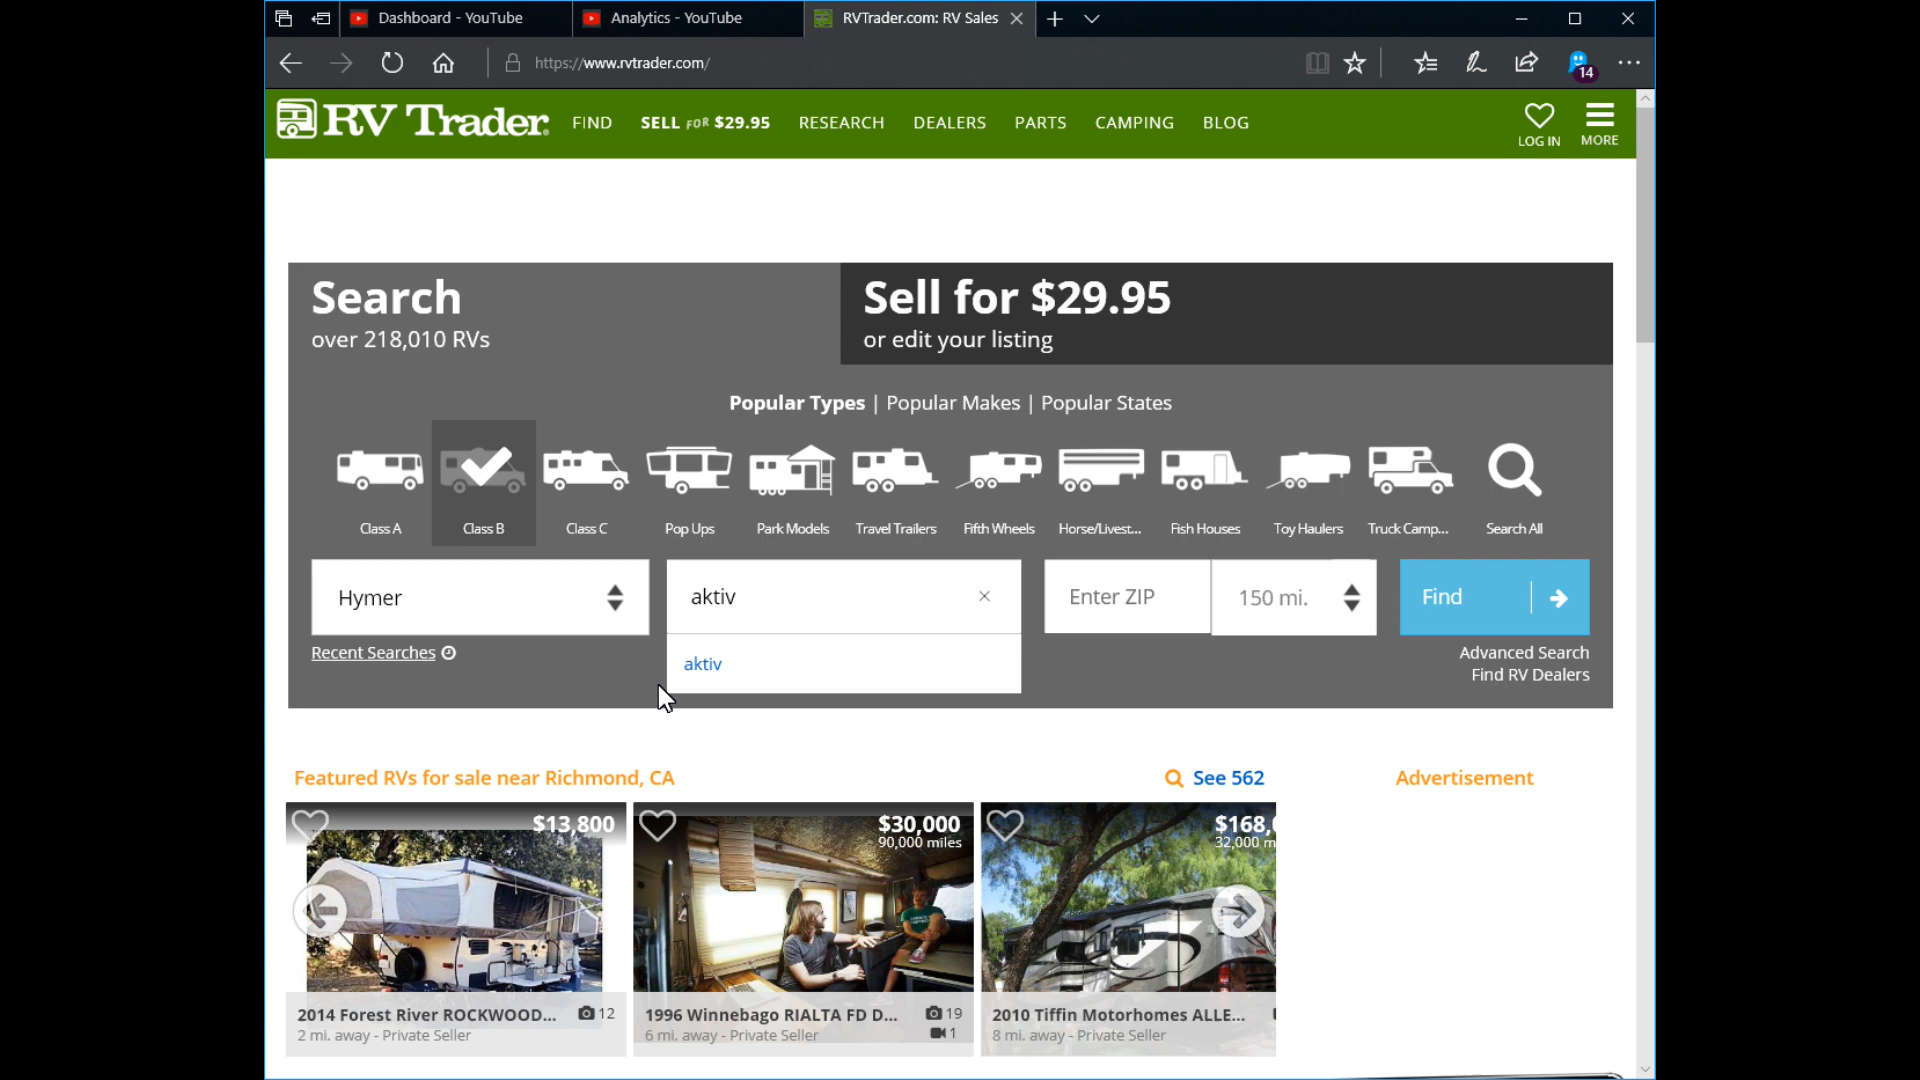 Dashboard - YouTube
Analytics - YouTube
RVTrader.com: RV Sales
https://www.rvtrader.com/
14
RV Trader
FIND
SELL FOR $29.95
RESEARCH
DEALERS
PARTS
CAMPING
BLOG
LOG IN
MORE
Search
over 218,010 RVs
Sell for $29.95
or edit your listing
Popular Types | Popular Makes | Popular States
Class A
Class B
Class C
Pop Ups
Park Models
Travel Trailers
Fifth Wheels
Horse/Livest...
Fish Houses
Toy Haulers
Truck Camp...
Search All
Hymer
aktiv
Enter ZIP
150 mi.
Find
Recent Searches
aktiv
Advanced Search
Find RV Dealers
Featured RVs for sale near Richmond, CA
See 562
Advertisement
$13,800
2014 Forest River ROCKWOOD...
12
2 mi. away - Private Seller
$30,000
90,000 miles
1996 Winnebago RIALTA FD D...
19
6 mi. away - Private Seller
1
$168,
32,000 m
2010 Tiffin Motorhomes ALLE...
8 mi. away - Private Seller